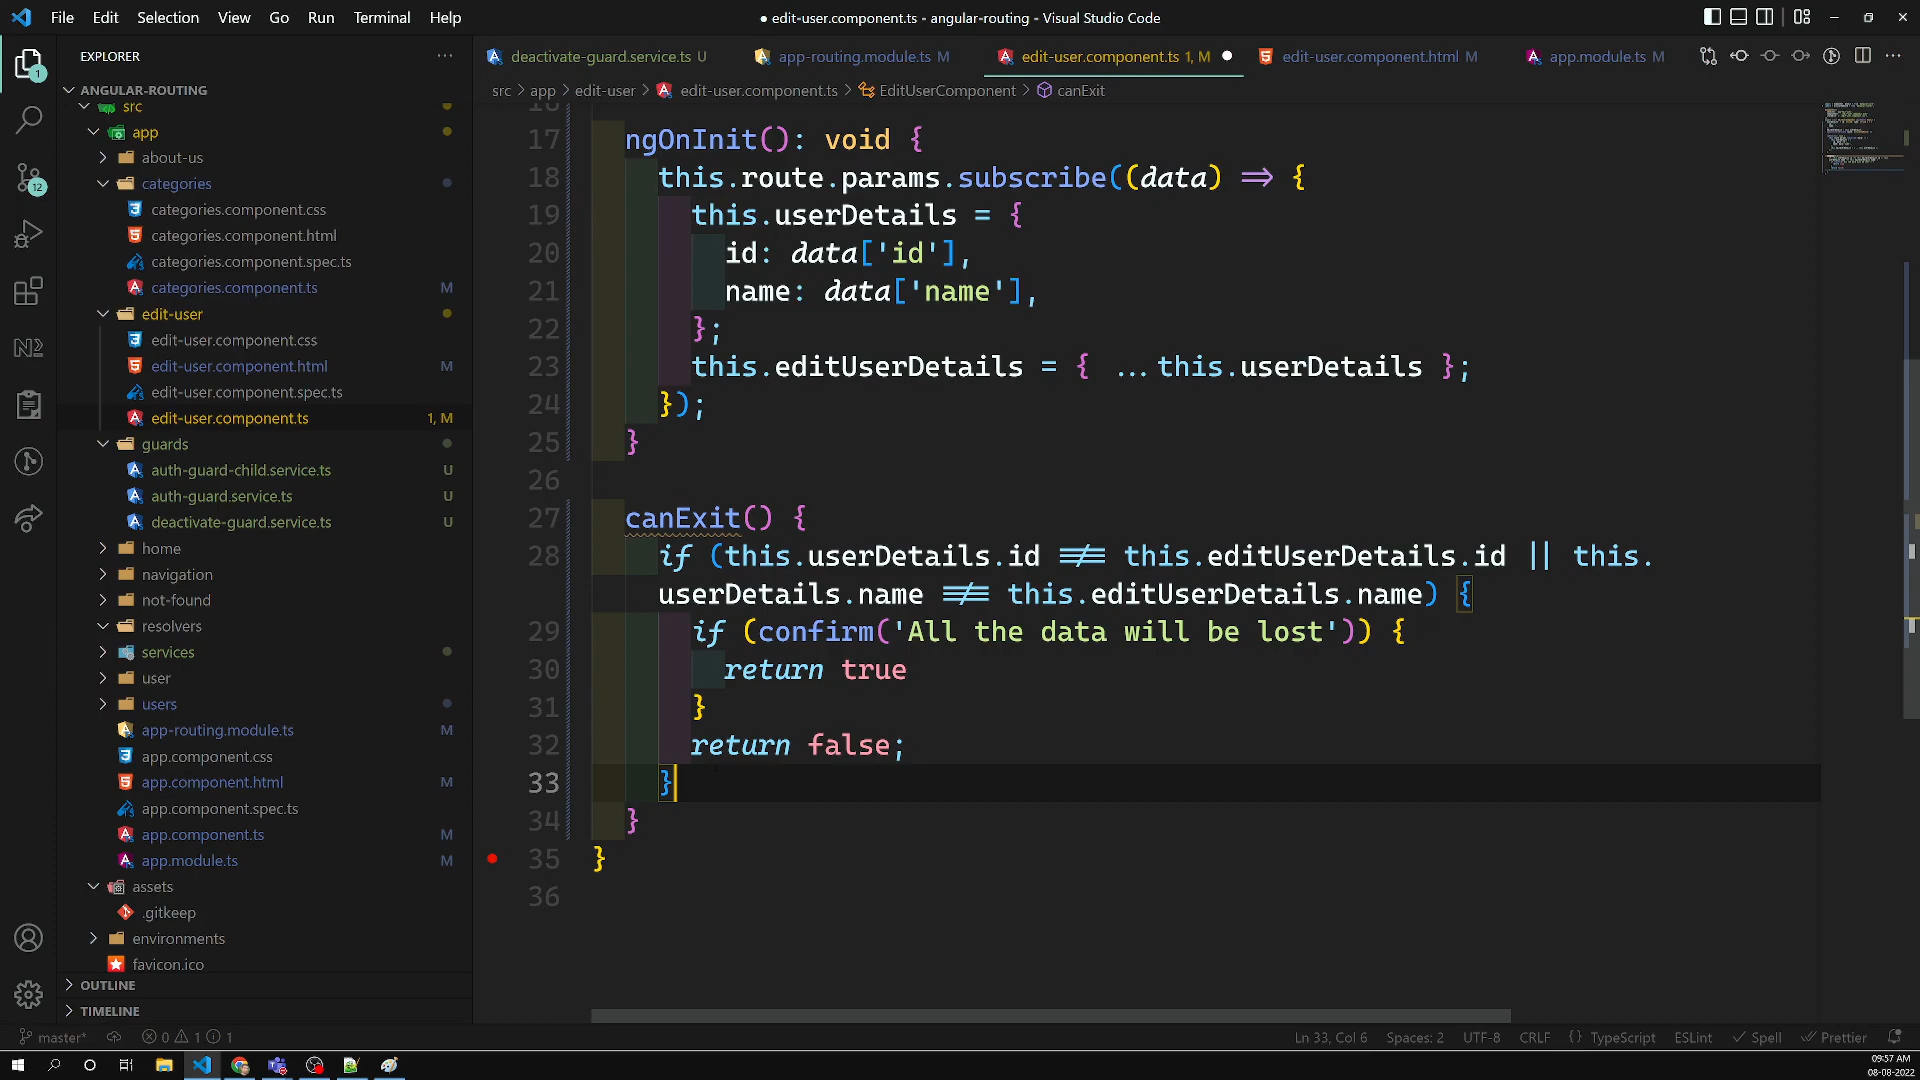 File Edit Selection View Go Run Terminal Help
● edit-user.component.ts - angular-routing - Visual Studio Code
EXPLORER
ANGULAR-ROUTING
src
app
about-us
categories
categories.component.css
categories.component.html
categories.component.spec.ts
categories.component.ts M
edit-user
edit-user.component.css
edit-user.component.html M
edit-user.component.spec.ts
edit-user.component.ts 1, M
guards
auth-guard-child.service.ts U
auth-guard.service.ts U
deactivate-guard.service.ts U
home
navigation
not-found
resolvers
services
user
users
app-routing.module.ts M
app.component.css
app.component.html M
app.component.spec.ts
app.component.ts M
app.module.ts M
assets
.gitkeep
environments
favicon.ico
OUTLINE
TIMELINE
1
12
deactivate-guard.service.ts U
app-routing.module.ts M
edit-user.component.ts 1, M
edit-user.component.html M
app.module.ts M
src > app > edit-user > edit-user.component.ts > EditUserComponent > canExit
16
17 ngOnInit(): void {
18 this.route.params.subscribe((data) => {
19 this.userDetails = {
20 id: data['id'],
21 name: data['name'],
22 };
23 this.editUserDetails = { ...this.userDetails };
24 });
25 }
26
27 canExit() {
28 if (this.userDetails.id !== this.editUserDetails.id || this.
userDetails.name !== this.editUserDetails.name) {
29 if (confirm('All the data will be lost')) {
30 return true
31 }
32 return false;
33 }
34 }
35 }
36
master* 0 1 1
Ln 33, Col 6 Spaces: 2 UTF-8 CRLF {} TypeScript ESLint Spell Prettier
09:57 AM
08-08-2022